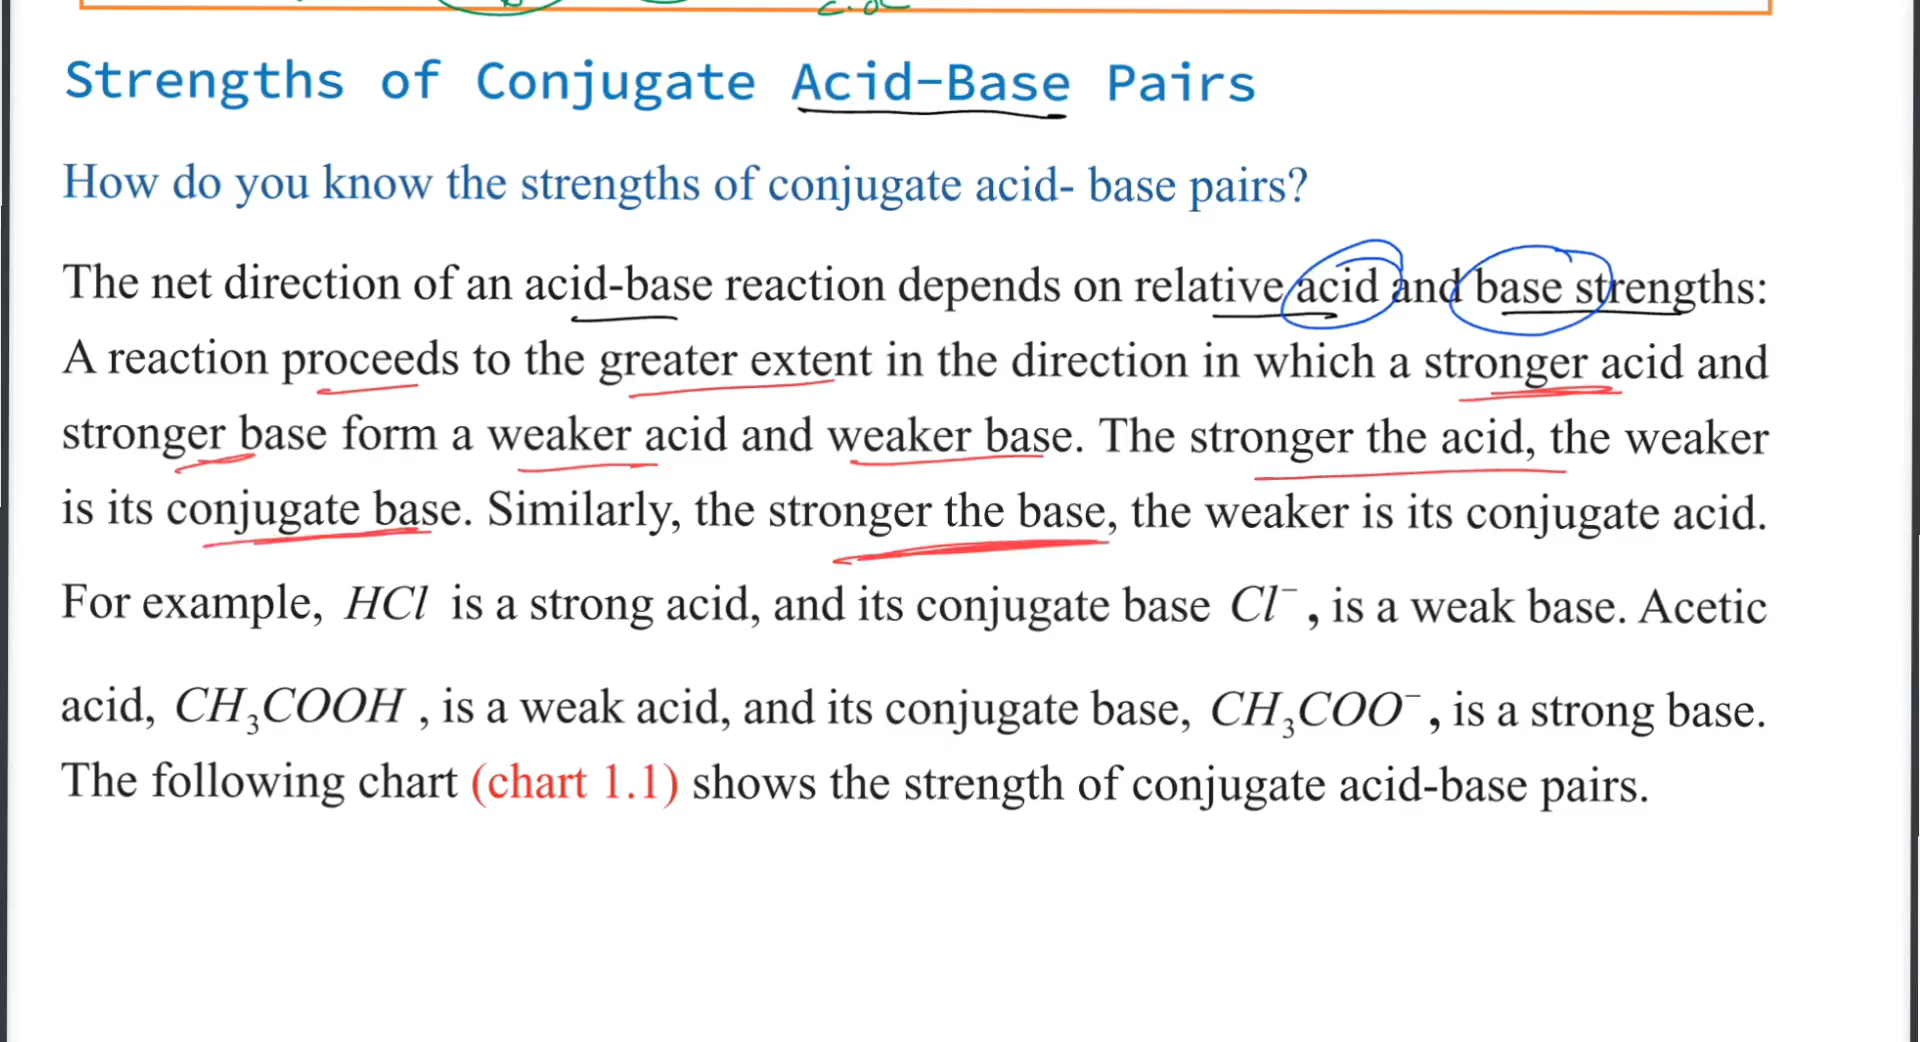 Strengths of Conjugate Acid-Base Pairs
How do you know the strengths of conjugate acid- base pairs?
The net direction of an acid-base reaction depends on relative acid and base strengths:
A reaction proceeds to the greater extent in the direction in which a stronger acid and
stronger base form a weaker acid and weaker base. The stronger the acid, the weaker
is its conjugate base. Similarly, the stronger the base, the weaker is its conjugate acid.
For example, HCl is a strong acid, and its conjugate base Cl⁻, is a weak base. Acetic
acid, CH₃COOH , is a weak acid, and its conjugate base, CH₃COO⁻, is a strong base.
The following chart (chart 1.1) shows the strength of conjugate acid-base pairs.